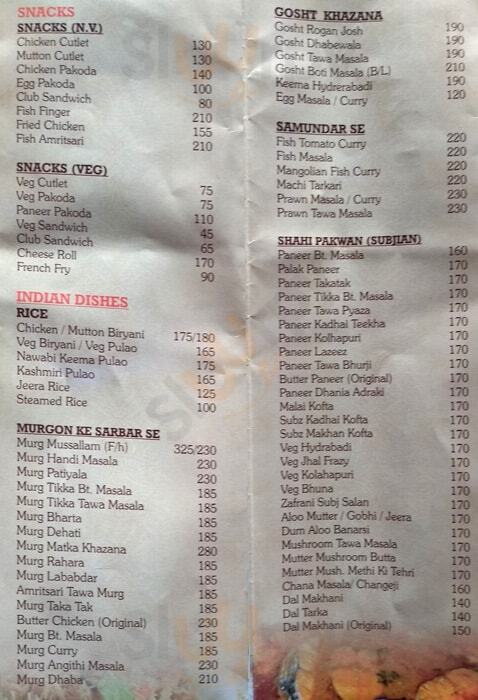 SNACKS
SNACKS (N.V.)
Chicken Cutlet 130
Mutton Cutlet 130
Chicken Pakoda 140
Egg Pakoda 100
Club Sandwich 80
Fish Finger 210
Fried Chicken 155
Fish Amritsari 210
SNACKS (VEG)
Veg Cutlet 75
Veg Pakoda 75
Paneer Pakoda 110
Veg Sandwich 45
Club Sandwich 65
Cheese Roll 170
French Fry 90
INDIAN DISHES
RICE
Chicken / Mutton Biryani 175/180
Veg Biryani / Veg Pulao 165
Nawabi Keema Pulao 175
Kashmiri Pulao 165
Jeera Rice 125
Steamed Rice 100
MURGON KE SARBAR SE
Murg Mussallam (F/h) 325/230
Murg Handi Masala 230
Murg Patiyala 230
Murg Tikka Bt. Masala 185
Murg Tikka Tawa Masala 185
Murg Bharta 185
Murg Dehati 185
Murg Matka Khazana 280
Murg Rahara 185
Murg Lababdar 185
Amritsari Tawa Murg 185
Murg Taka Tak 185
Butter Chicken (Original) 230
Murg Bt. Masala 185
Murg Curry 185
Murg Angithi Masala 230
Murg Dhaba 210
GOSHT KHAZANA
Gosht Rogan Josh 190
Gosht Dhabewala 190
Gosht Tawa Masala 190
Gosht Boti Masala (B/L) 210
Keema Hydrerabadi 190
Egg Masala / Curry 120
SAMUNDAR SE
Fish Tomato Curry 220
Fish Masala 220
Mangolian Fish Curry 220
Machi Tarkari 220
Prawn Masala / Curry 230
Prawn Tawa Masala 230
SHAHI PAKWAN (SUBJIAN)
Paneer Bt. Masala 160
Palak Paneer 170
Paneer Takatak 170
Paneer Tikka Bt. Masala 170
Paneer Tawa Pyaza 170
Paneer Kadhai Teekha 170
Paneer Kolhapuri 170
Paneer Lazeez 170
Paneer Tawa Bhurji 170
Butter Paneer (Original) 170
Paneer Dhania Adraki 170
Malai Kofta 170
Subz Kadhai Kofta 170
Subz Makhan Kofta 170
Veg Hydrabadi 170
Veg Jhal Frazy 170
Veg Kolahapuri 170
Veg Bhuna 170
Zafrani Subj Salan 170
Aloo Mutter / Gobhi / Jeera 170
Dum Aloo Banarsi 170
Mushroom Tawa Masala 170
Mutter Mushroom Butta 170
Mutter Mush. Methi Ki Tehri 170
Chana Masala/ Changeji 160
Dal Makhani 140
Dal Tarka 140
Dal Makhani (Original) 150